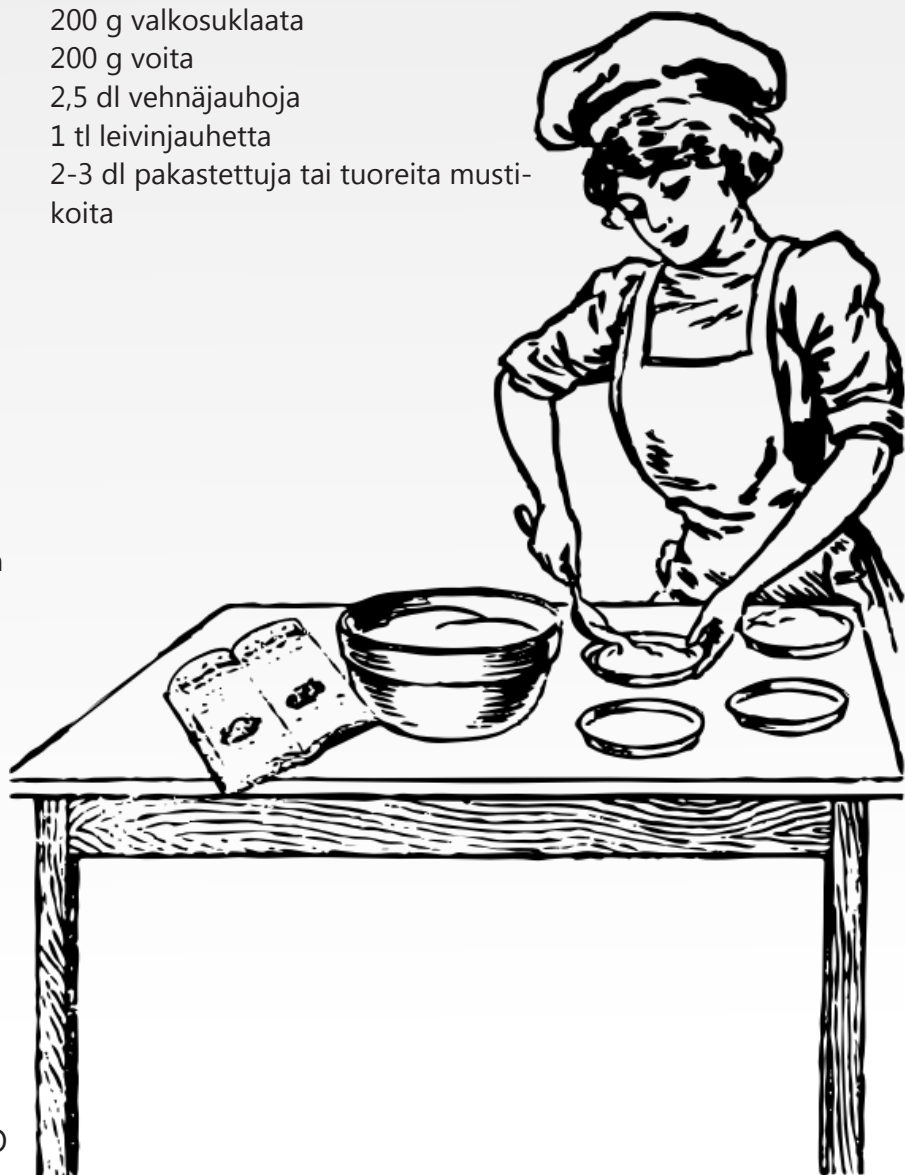 200 g valkosuklaata
200 g voita
2,5 dl vehnäjauhoja
1 tl leivinjauhetta
2-3 dl pakastettuja tai tuoreita musti-
koita